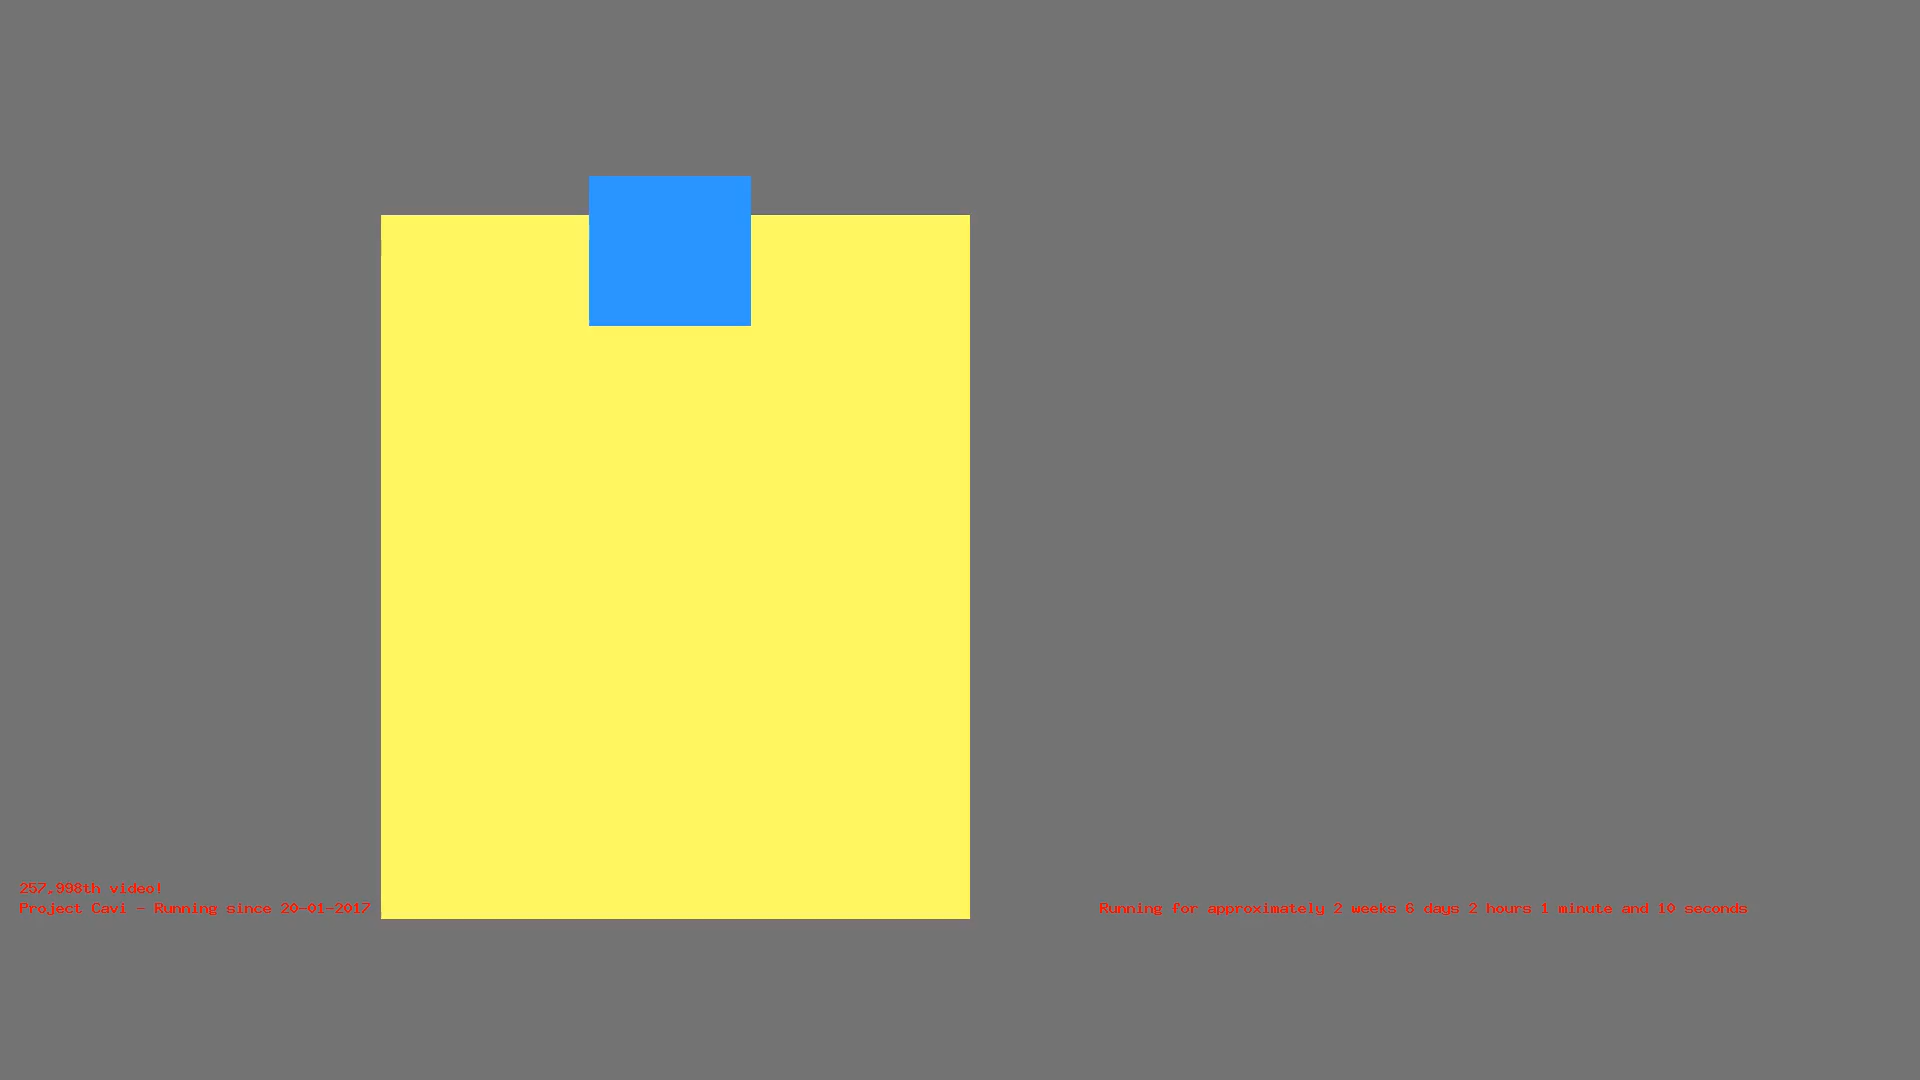 257,998th video!
Project Cavi - Running since 20-01-2017
Running for approximately 2 weeks 6 days 2 hours 1 minute and 10 seconds